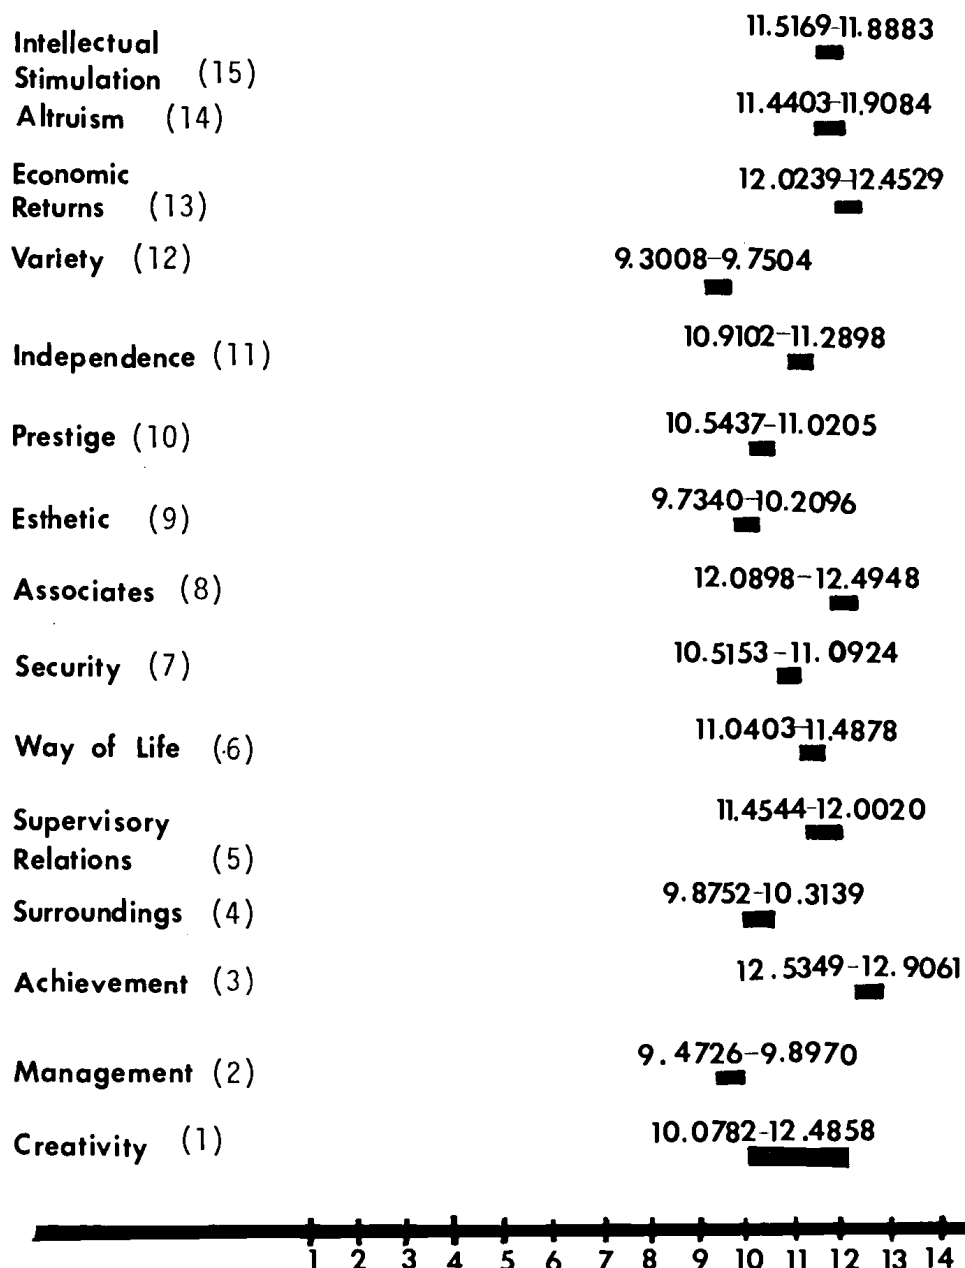 11.5169-11.8883
Intellectual
Stimulation (15)
11.4403-11.9084
Altruism (14)
Economic
12.0239-12.4529
Returns (13)
Variety (12) 9.3008-9.7504
10.9102-11.2898
Independence (11)
10.5437-11.0205
Prestige (10)
9.7340-10.2096
Esthetic (9)
12.0898-12.4948
Associates (8)
10.5153-11.0924
Security (7)
11.0403-11.4878
Way of Life (6)
11.4544-12.0020
Supervisory
Relations (5)
9.8752-10.3139
Surroundings (4)
12.5349-12.9061
Achievement (3)
9.4726-9.8970
Management (2)
10.0782-12.4858
Creativity (1)
1 2 3 4 5 6 7 8 9 10 11 12 13 14